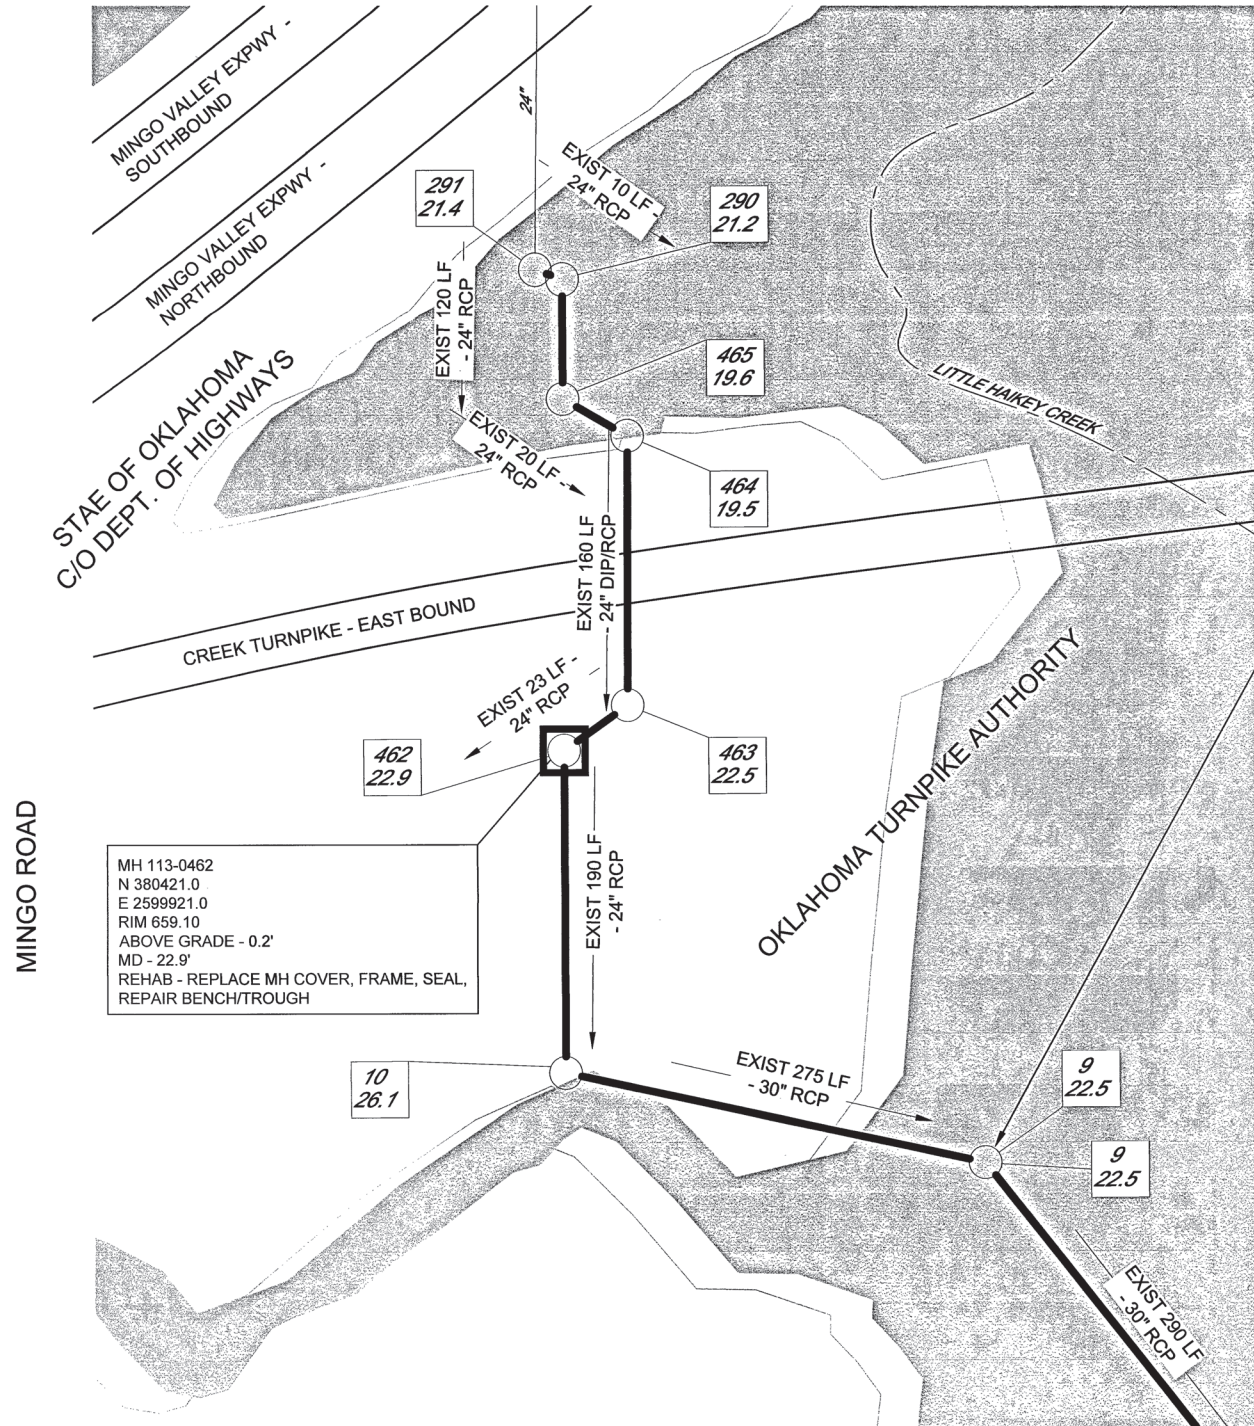 MINGO VALLEY EXPWY -
SOUTHBOUND
MINGO VALLEY EXPWY -
NORTHBOUND
24"
EXIST 10 LF -
24" RCP
291
21.4
290
21.2
EXIST 120 LF
- 24" RCP
465
19.6
STAE OF OKLAHOMA
C/O DEPT. OF HIGHWAYS
LITTLE HAIKEY CREEK
EXIST 20 LF -
24" RCP
464
19.5
EXIST 160 LF
- 24" DIP/RCP
CREEK TURNPIKE - EAST BOUND
EXIST 23 LF -
24" RCP
462
22.9
463
22.5
OKLAHOMA TURNPIKE AUTHORITY
MINGO ROAD
MH 113-0462
N 380421.0
E 2599921.0
RIM 659.10
ABOVE GRADE - 0.2'
MD - 22.9'
REHAB - REPLACE MH COVER, FRAME, SEAL,
REPAIR BENCH/TROUGH
EXIST 190 LF
- 24" RCP
10
26.1
EXIST 275 LF
- 30" RCP
9
22.5
9
22.5
EXIST 290 LF
- 30" RCP